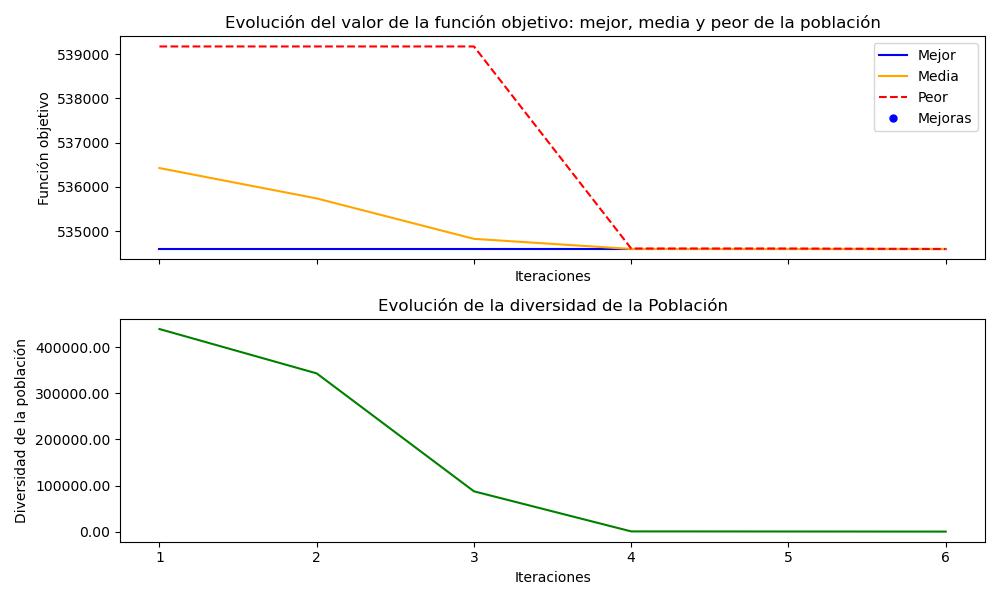 Evolución del valor de la función objetivo: mejor, media y peor de la población
Función objetivo
539000
538000
537000
536000
535000
Mejor
Media
Peor
Mejoras
Iteraciones
Evolución de la diversidad de la Población
Diversidad de la población
400000.00
300000.00
200000.00
100000.00
0.00
1 2 3 4 5 6
Iteraciones